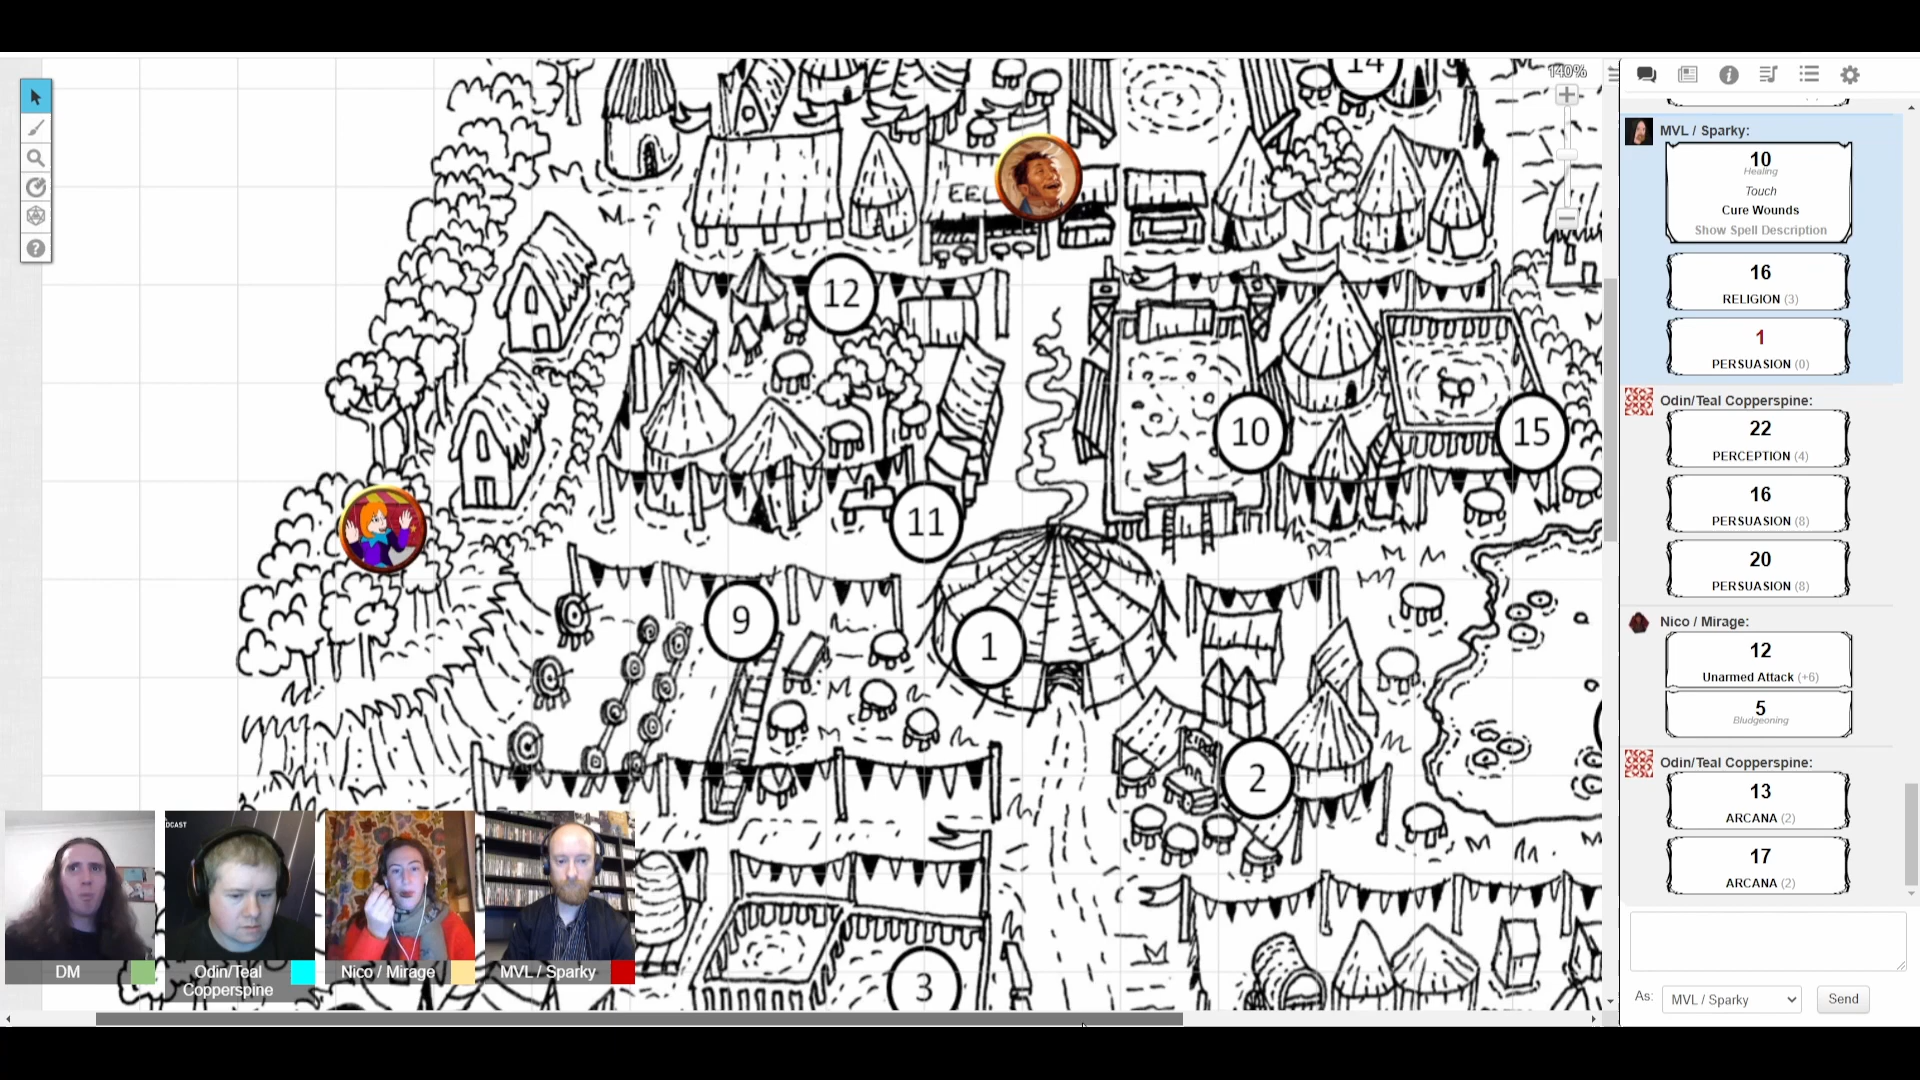 14
140%
EEL
12
10
15
11
9
1
2
3
DCAST
DM
Odin/Teal
Copperspine
Nico / Mirage
MVL / Sparky
MVL / Sparky:
10
Healing
Touch
Cure Wounds
Show Spell Description
16
RELIGION (3)
1
PERSUASION (0)
Odin/Teal Copperspine:
22
PERCEPTION (4)
16
PERSUASION (8)
20
PERSUASION (8)
Nico / Mirage:
12
Unarmed Attack (+6)
5
Bludgeoning
Odin/Teal Copperspine:
13
ARCANA (2)
17
ARCANA (2)
As:
MVL / Sparky
Send